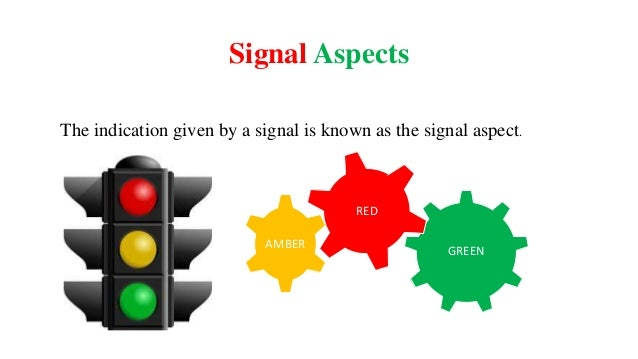 Signal Aspects
The indication given by a signal is known as the signal aspect.
RED
AMBER
GREEN